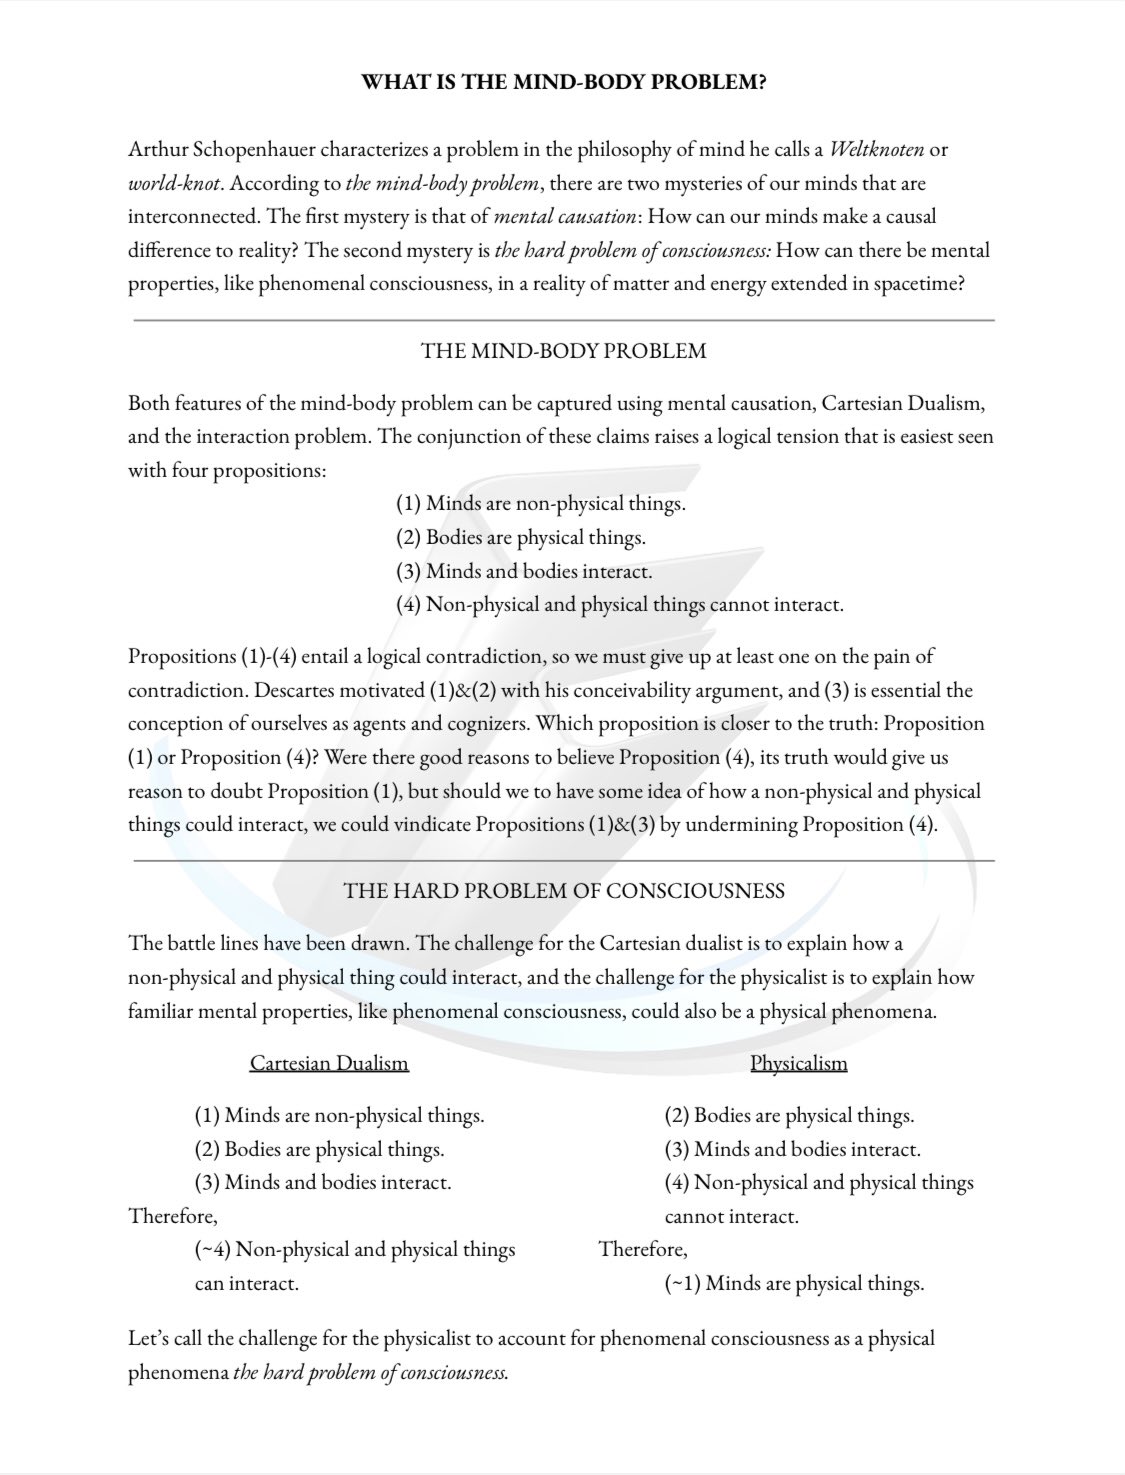 WHAT IS THE MIND-BODY PROBLEM?
Arthur Schopenhauer characterizes a problem in the philosophy of mind he calls a Weltknoten or
world-knot. According to the mind-body problem, there are two mysteries of our minds that are
interconnected. The first mystery is that of mental causation: How can our minds make a causal
difference to reality? The second mystery is the hard problem of consciousness: How can there be mental
properties, like phenomenal consciousness, in a reality of matter and energy extended in spacetime?
THE MIND-BODY PROBLEM
Both features of the mind-body problem can be captured using mental causation, Cartesian Dualism,
and the interaction problem. The conjunction of these claims raises a logical tension that is easiest seen
with four propositions:
(1) Minds are non-physical things.
(2) Bodies are physical things.
(3) Minds and bodies interact.
(4) Non-physical and physical things cannot interact.
Propositions (1)-(4) entail a logical contradiction, so we must give up at least one on the pain of
contradiction. Descartes motivated (1)&(2) with his conceivability argument, and (3) is essential the
conception of ourselves as agents and cognizers. Which proposition is closer to the truth: Proposition
(1) or Proposition (4)? Were there good reasons to believe Proposition (4), its truth would give us
reason to doubt Proposition (1), but should we to have some idea of how a non-physical and physical
things could interact, we could vindicate Propositions (1)&(3) by undermining Proposition (4).
THE HARD PROBLEM OF CONSCIOUSNESS
The battle lines have been drawn. The challenge for the Cartesian dualist is to explain how a
non-physical and physical thing could interact, and the challenge for the physicalist is to explain how
familiar mental properties, like phenomenal consciousness, could also be a physical phenomena.
Cartesian Dualism
(1) Minds are non-physical things.
(2) Bodies are physical things.
(3) Minds and bodies interact.
Therefore,
(~4) Non-physical and physical things
can interact.
Physicalism
(2) Bodies are physical things.
(3) Minds and bodies interact.
(4) Non-physical and physical things
cannot interact.
Therefore,
(~1) Minds are physical things.
Let's call the challenge for the physicalist to account for phenomenal consciousness as a physical
phenomena the hard problem of consciousness.